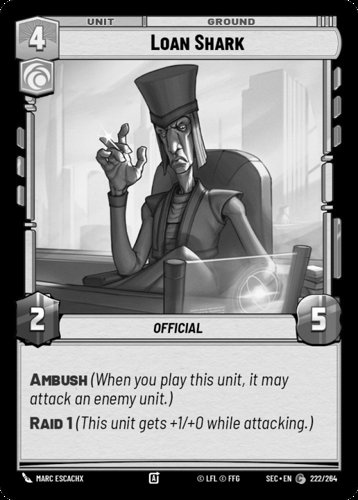 UNIT GROUND
4 LOAN SHARK
2 5
OFFICIAL
AMBUSH (When you play this unit, it may
attack an enemy unit.)
RAID 1 (This unit gets +1/+0 while attacking.)
MARC ESCACHX A © LFL © FFG SEC • EN C 222/264